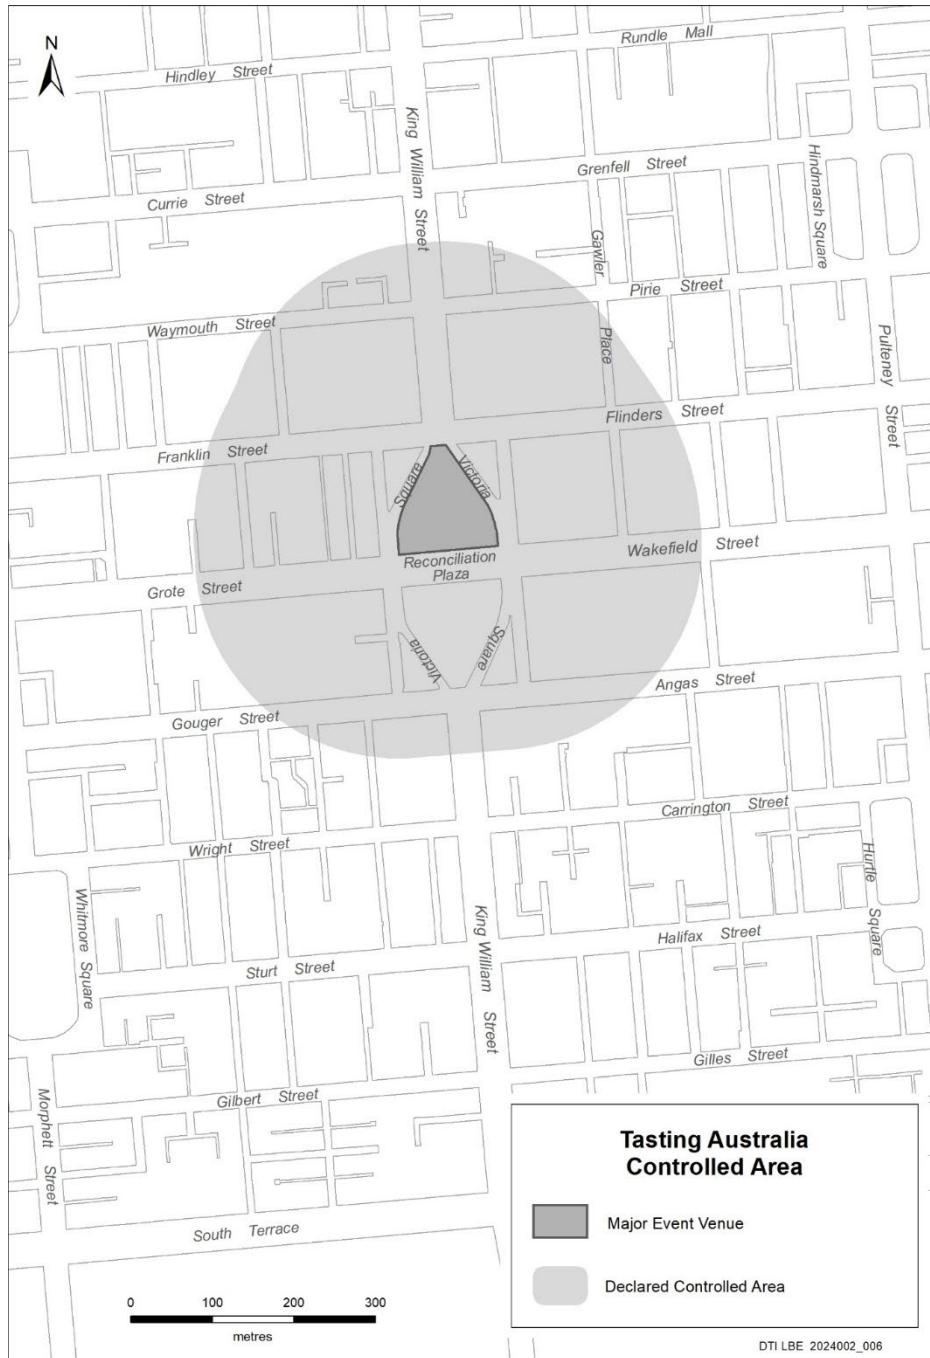 N
Rundle Mall
Hindley Street
King William Street
Grenfell Street
Hindmarsh Square
Currie Street
Gawler Place
Pirie Street
Waymouth Street
Pulteney Street
Flinders Street
Franklin Street
Square
Victoria
Wakefield Street
Reconciliation
Plaza
Grote Street
Victoria
Square
Angas Street
Gouger Street
Carrington Street
Wright Street
Hurtle Square
Whitmore Square
King William Street
Halifax Street
Sturt Street
Gilles Street
Gilbert Street
Morphett Street
South Terrace
0 100 200 300
metres
Tasting Australia
Controlled Area
Major Event Venue
Declared Controlled Area
DTI LBE 2024002_006